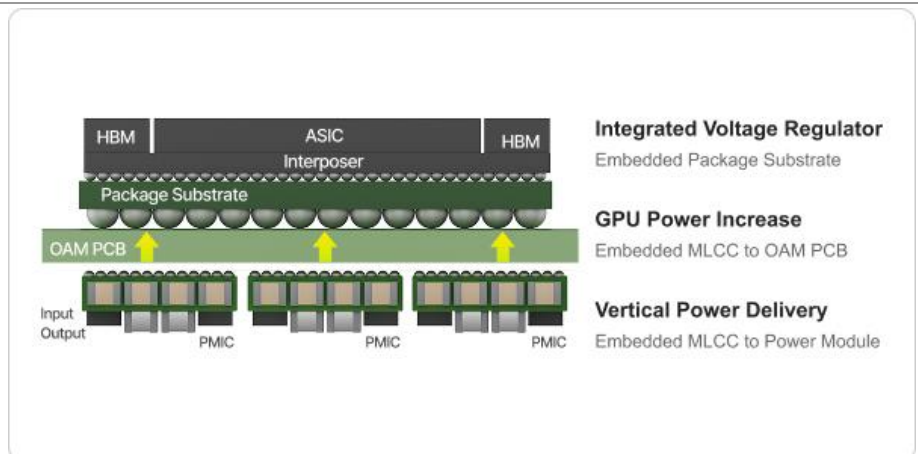 HBM
ASIC
HBM
Interposer
Package Substrate
OAM PCB
Input
Output
PMIC
PMIC
PMIC
Integrated Voltage Regulator
Embedded Package Substrate
GPU Power Increase
Embedded MLCC to OAM PCB
Vertical Power Delivery
Embedded MLCC to Power Module